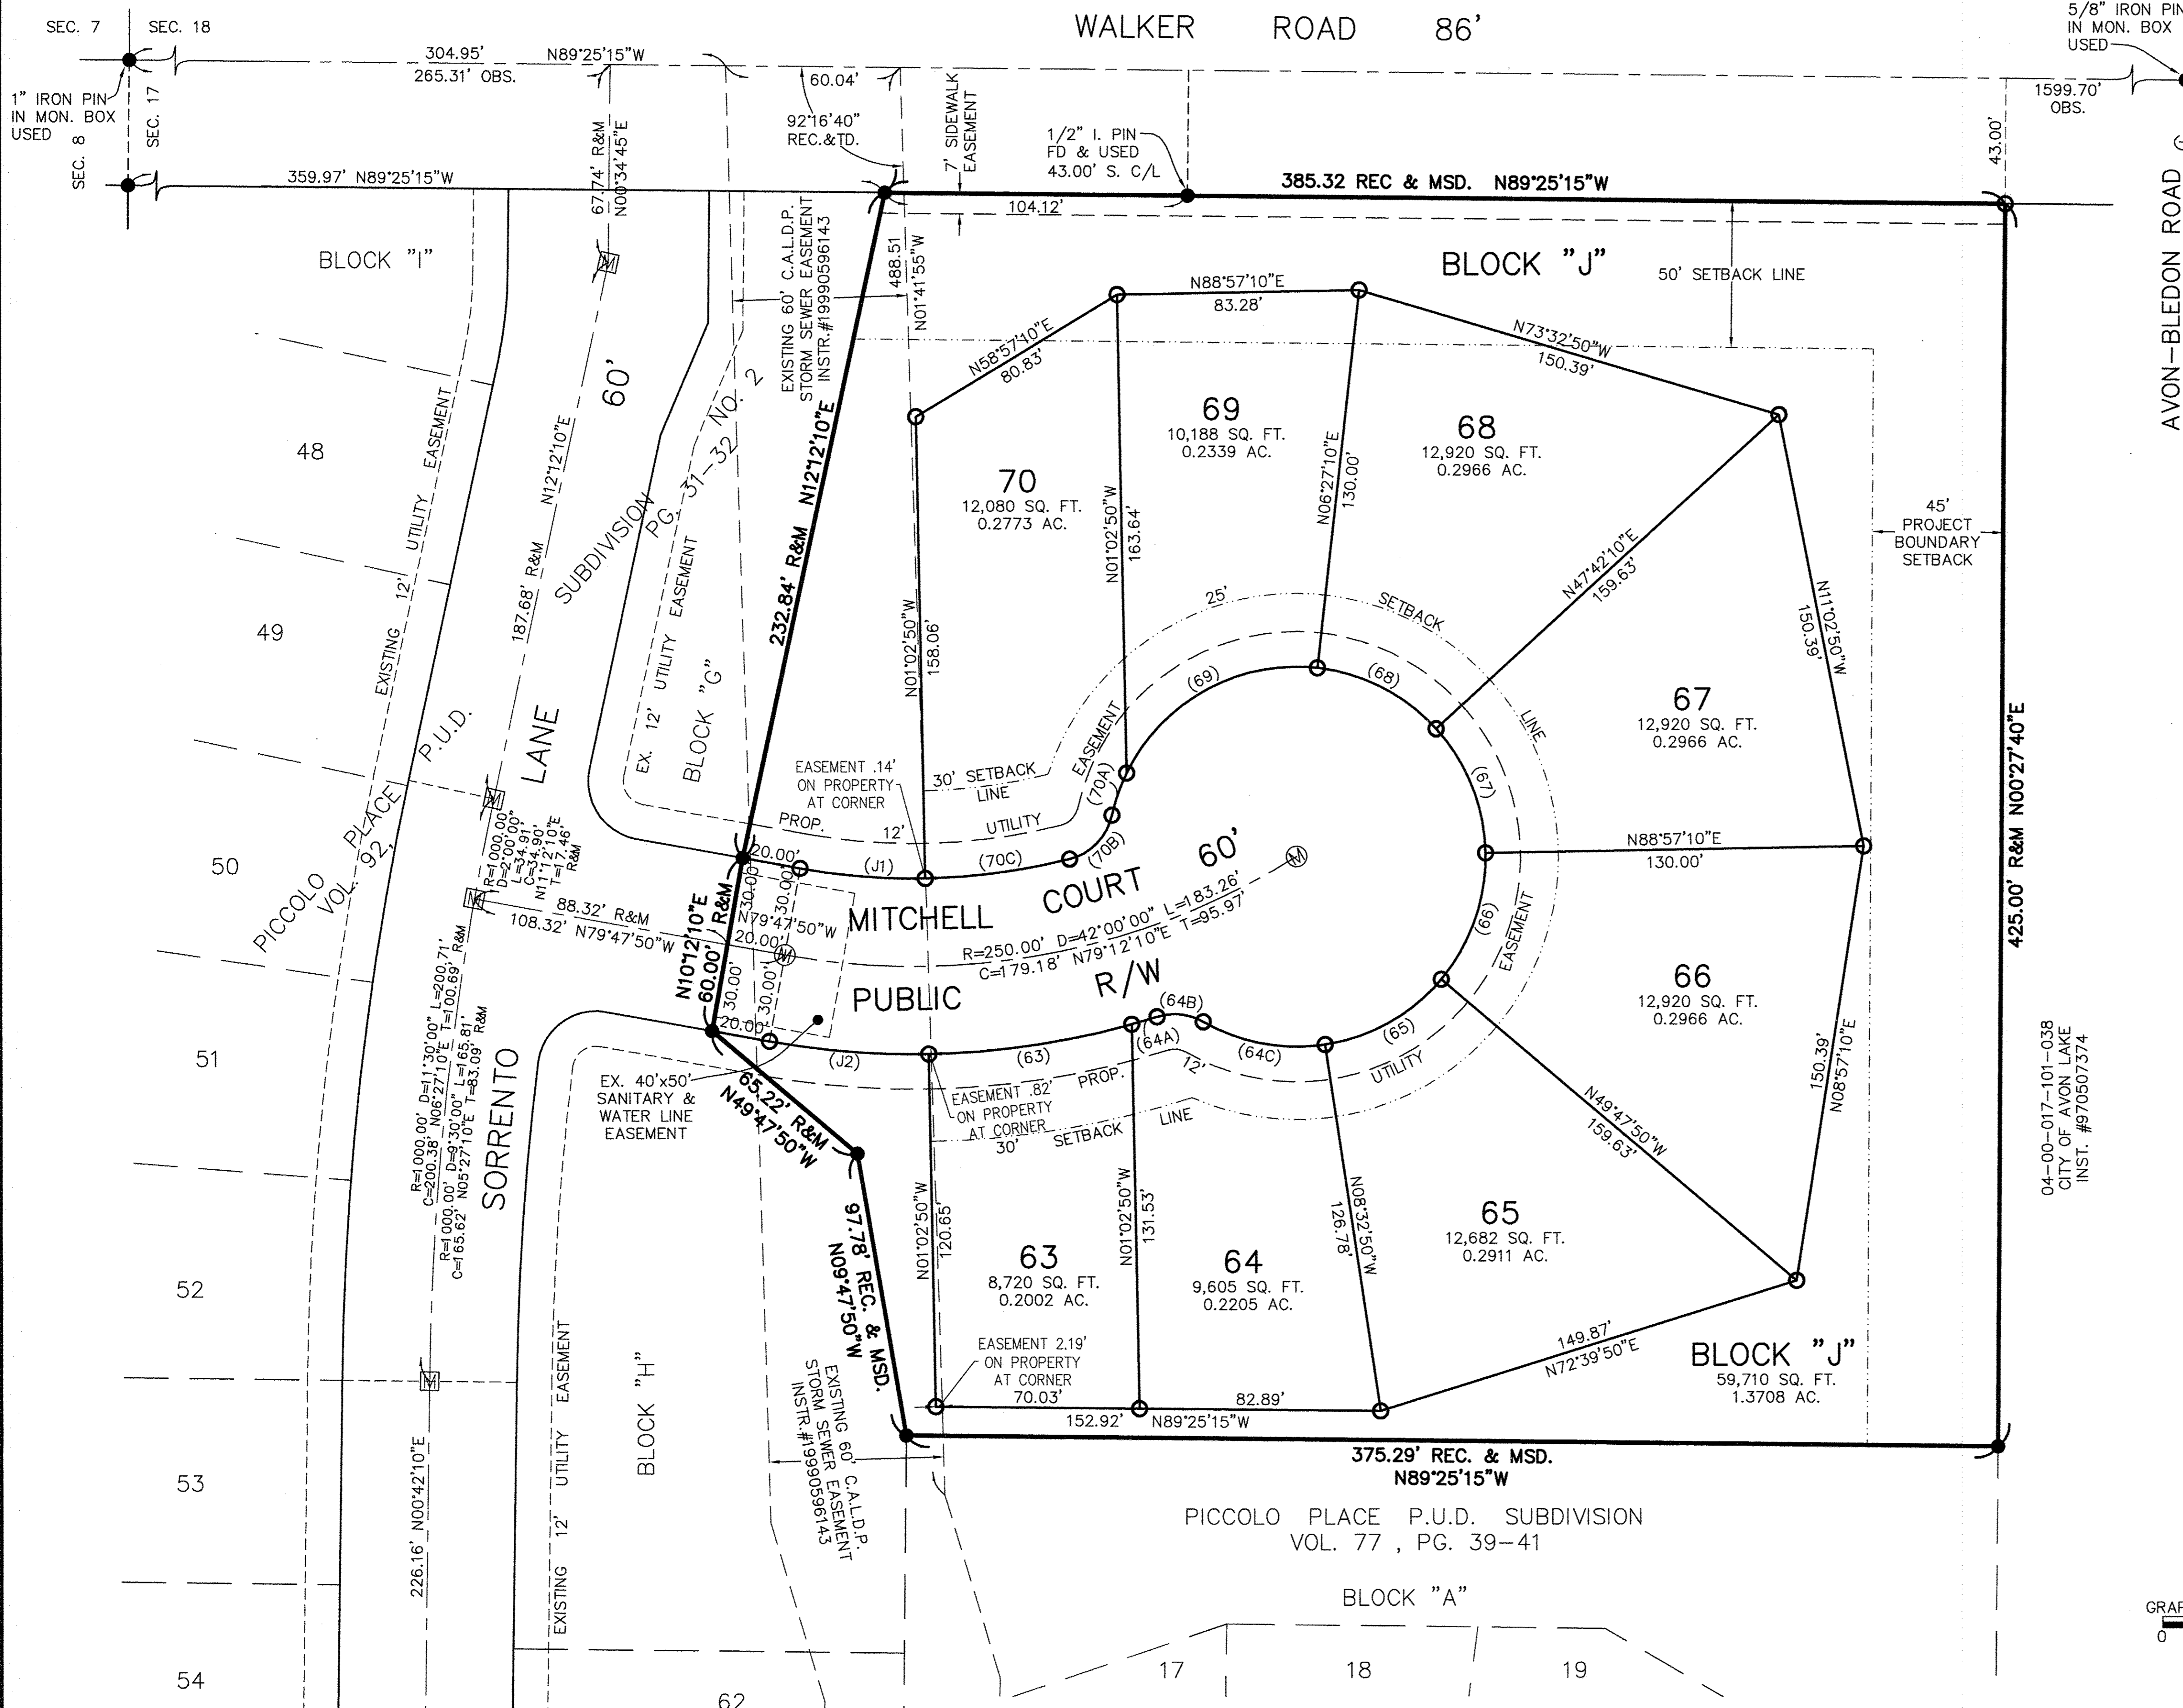 WALKER ROAD 86'
SEC. 7
SEC. 18
304.95'
N89°25'15"W
265.31' OBS.
60.04'
1" IRON PIN
IN MON. BOX
USED
SEC. 8
SEC. 17
5/8" IRON PIN
IN MON. BOX
USED
1599.70'
OBS.
43.00'
AVON-BLEDON ROAD
92°16'40"
REC.&TD.
7' SIDEWALK
EASEMENT
1/2" I. PIN
FD & USED
43.00' S. C/L
359.97' N89°25'15"W
67.74' R&M
N00°34'45"E
385.32 REC & MSD. N89°25'15"W
104.12'
BLOCK "I"
EXISTING 60' C.A.L.D.P.
STORM SEWER EASEMENT
INSTR.#19990596143
488.51
N01°41'55"W
BLOCK "J"
50' SETBACK LINE
N88°57'10"E
83.28'
N58°57'10"E
80.83'
N73°32'50"W
150.39'
60'
48
EXISTING 12' UTILITY EASEMENT
N12°12'10"E
187.68' R&M
SUBDIVISION NO. 2
PG. 31-32
232.84' R&M N12°12'10"E
69
10,188 SQ. FT.
0.2339 AC.
68
12,920 SQ. FT.
0.2966 AC.
70
12,080 SQ. FT.
0.2773 AC.
N01°02'50"W
163.64'
N06°27'10"E
130.00'
N47°42'10"E
159.63'
45'
PROJECT
BOUNDARY
SETBACK
49
EX. 12' UTILITY EASEMENT
BLOCK "G"
N01°02'50"W
158.06'
25'
SETBACK
LINE
N11°02'50"W
150.39'
67
12,920 SQ. FT.
0.2966 AC.
425.00' R&M N00°27'40"E
(69)
(68)
(67)
(66)
(65)
(70A)
(70B)
(70C)
(J1)
EASEMENT
30' SETBACK
LINE
EASEMENT .14'
ON PROPERTY
AT CORNER
PROP.
12'
UTILITY
PICCOLO PLACE P.U.D.
VOL. 92,
LANE
50
R=1000.00'
D=2°00'00"
L=34.91'
C=34.90'
N11°12'10"E
T=17.46'
R&M
88.32' R&M
108.32' N79°47'50"W
20.00'
30.00'
30.00'
N79°47'50"W
20.00'
N10°12'10"E
60.00' R&M
30.00'
30.00'
20.00'
MITCHELL COURT 60'
R=250.00' D=42°00'00" L=183.26'
C=179.18' N79°12'10"E T=95.97'
PUBLIC R/W
N88°57'10"E
130.00'
EASEMENT
66
12,920 SQ. FT.
0.2966 AC.
51
R=1000.00' D=11°30'00" L=200.71'
C=200.38' N06°27'10"E T=100.69' R&M
R=1000.00' D=9°30'00" L=165.81'
C=165.62' N05°27'10"E T=83.09' R&M
SORRENTO
(J2)
(63)
(64A)
(64B)
(64C)
PROP.
12'
UTILITY
EX. 40'x50'
SANITARY &
WATER LINE
EASEMENT
65.22' R&M
N49°47'50"W
EASEMENT .82'
ON PROPERTY
AT CORNER
30' SETBACK LINE
N49°47'50"W
159.63'
150.39'
N08°57'10"E
04-00-017-101-038
CITY OF AVON LAKE
INST. #970507374
52
97.78' REC. & MSD.
N09°47'50"W
N01°02'50"W
120.65'
N01°02'50"W
131.53'
N08°32'50"W
126.78'
63
8,720 SQ. FT.
0.2002 AC.
64
9,605 SQ. FT.
0.2205 AC.
65
12,682 SQ. FT.
0.2911 AC.
EASEMENT 2.19'
ON PROPERTY
AT CORNER
70.03'
82.89'
152.92' N89°25'15"W
149.87'
N72°39'50"E
BLOCK "J"
59,710 SQ. FT.
1.3708 AC.
BLOCK "H"
EXISTING 60' C.A.L.D.P.
STORM SEWER EASEMENT
INSTR.#19990596143
375.29' REC. & MSD.
N89°25'15"W
53
226.16' N00°42'10"E
EXISTING 12' UTILITY EASEMENT
PICCOLO PLACE P.U.D. SUBDIVISION
VOL. 77 , PG. 39-41
BLOCK "A"
54
62
17
18
19
GRAP
0